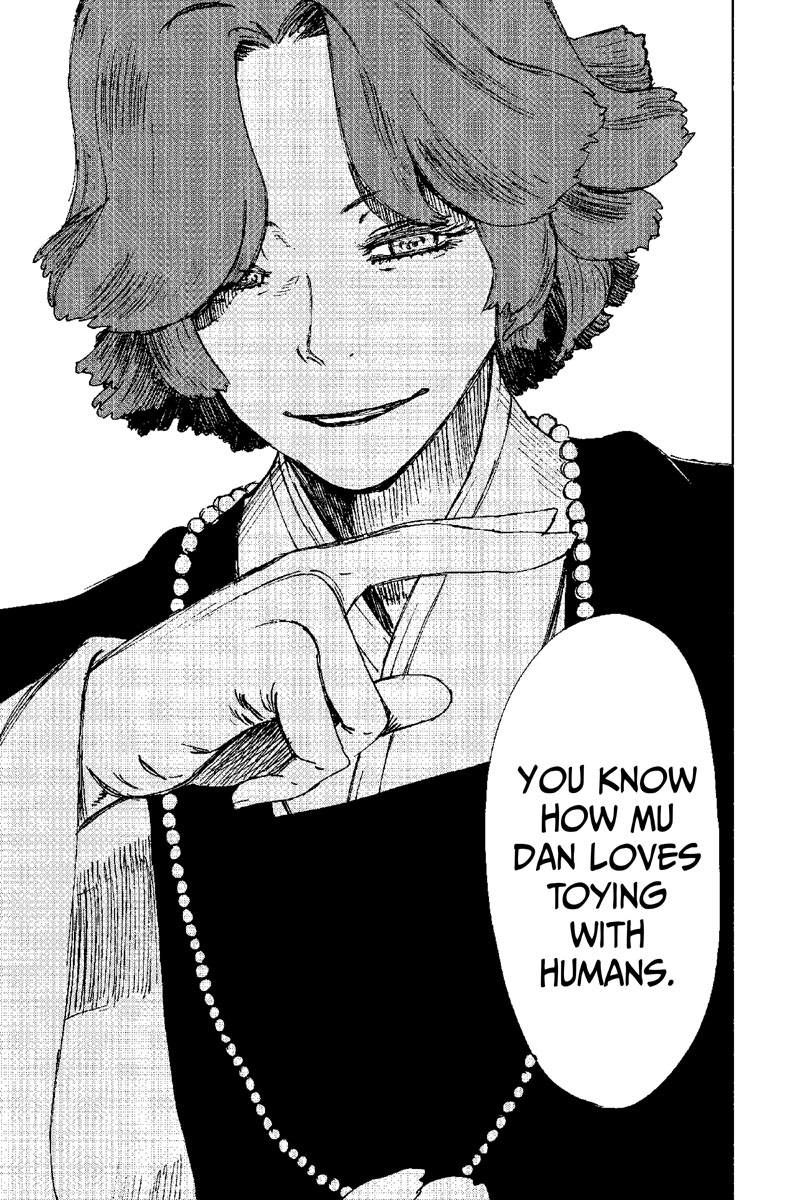 YOU KNOW
HOW MU
DAN LOVES
TOYING
WITH
HUMANS.